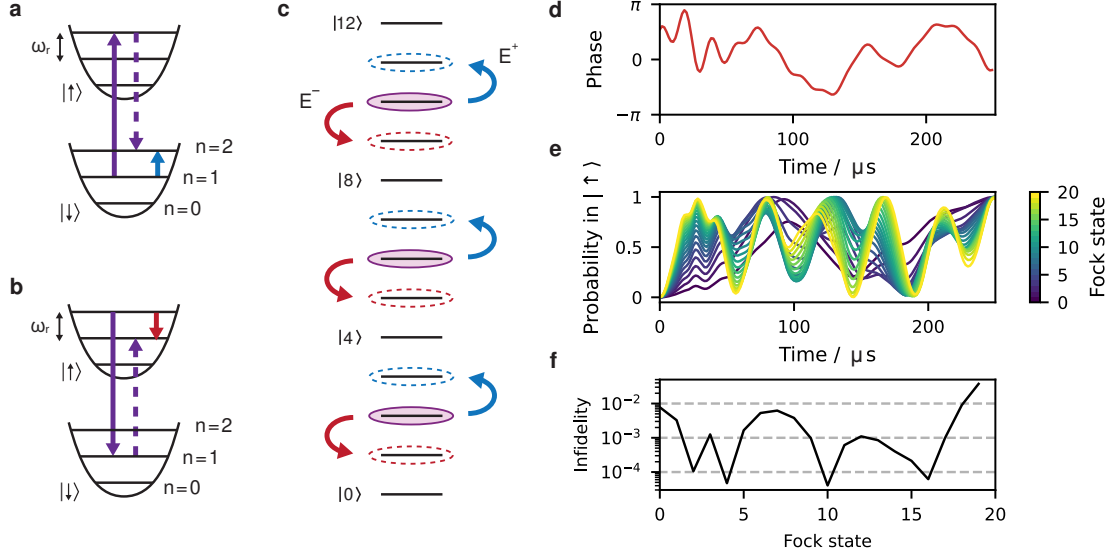 a
ωr
|↑⟩
n=2
n=1
|↓⟩
n=0
b
ωr
|↑⟩
n=2
n=1
|↓⟩
n=0
c
|12⟩
E+
E−
|8⟩
|4⟩
|0⟩
d
π
0
−π
Phase
0
100
200
Time / μs
e
1
0.5
0
Probability in |↑⟩
0
100
200
Time / μs
20
15
10
5
0
Fock state
f
10−2
10−3
10−4
Infidelity
0
5
10
15
20
Fock state